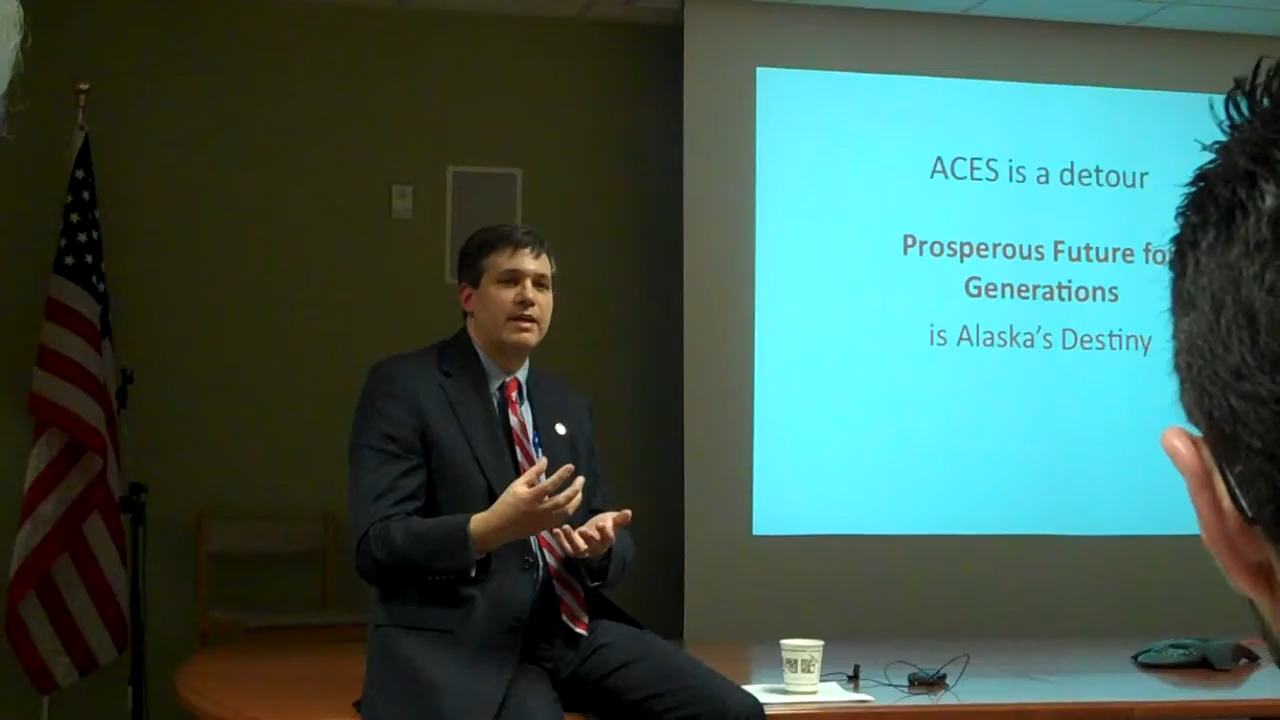 ACES is a detour
Prosperous Future fo
Generations
is Alaska's Destiny